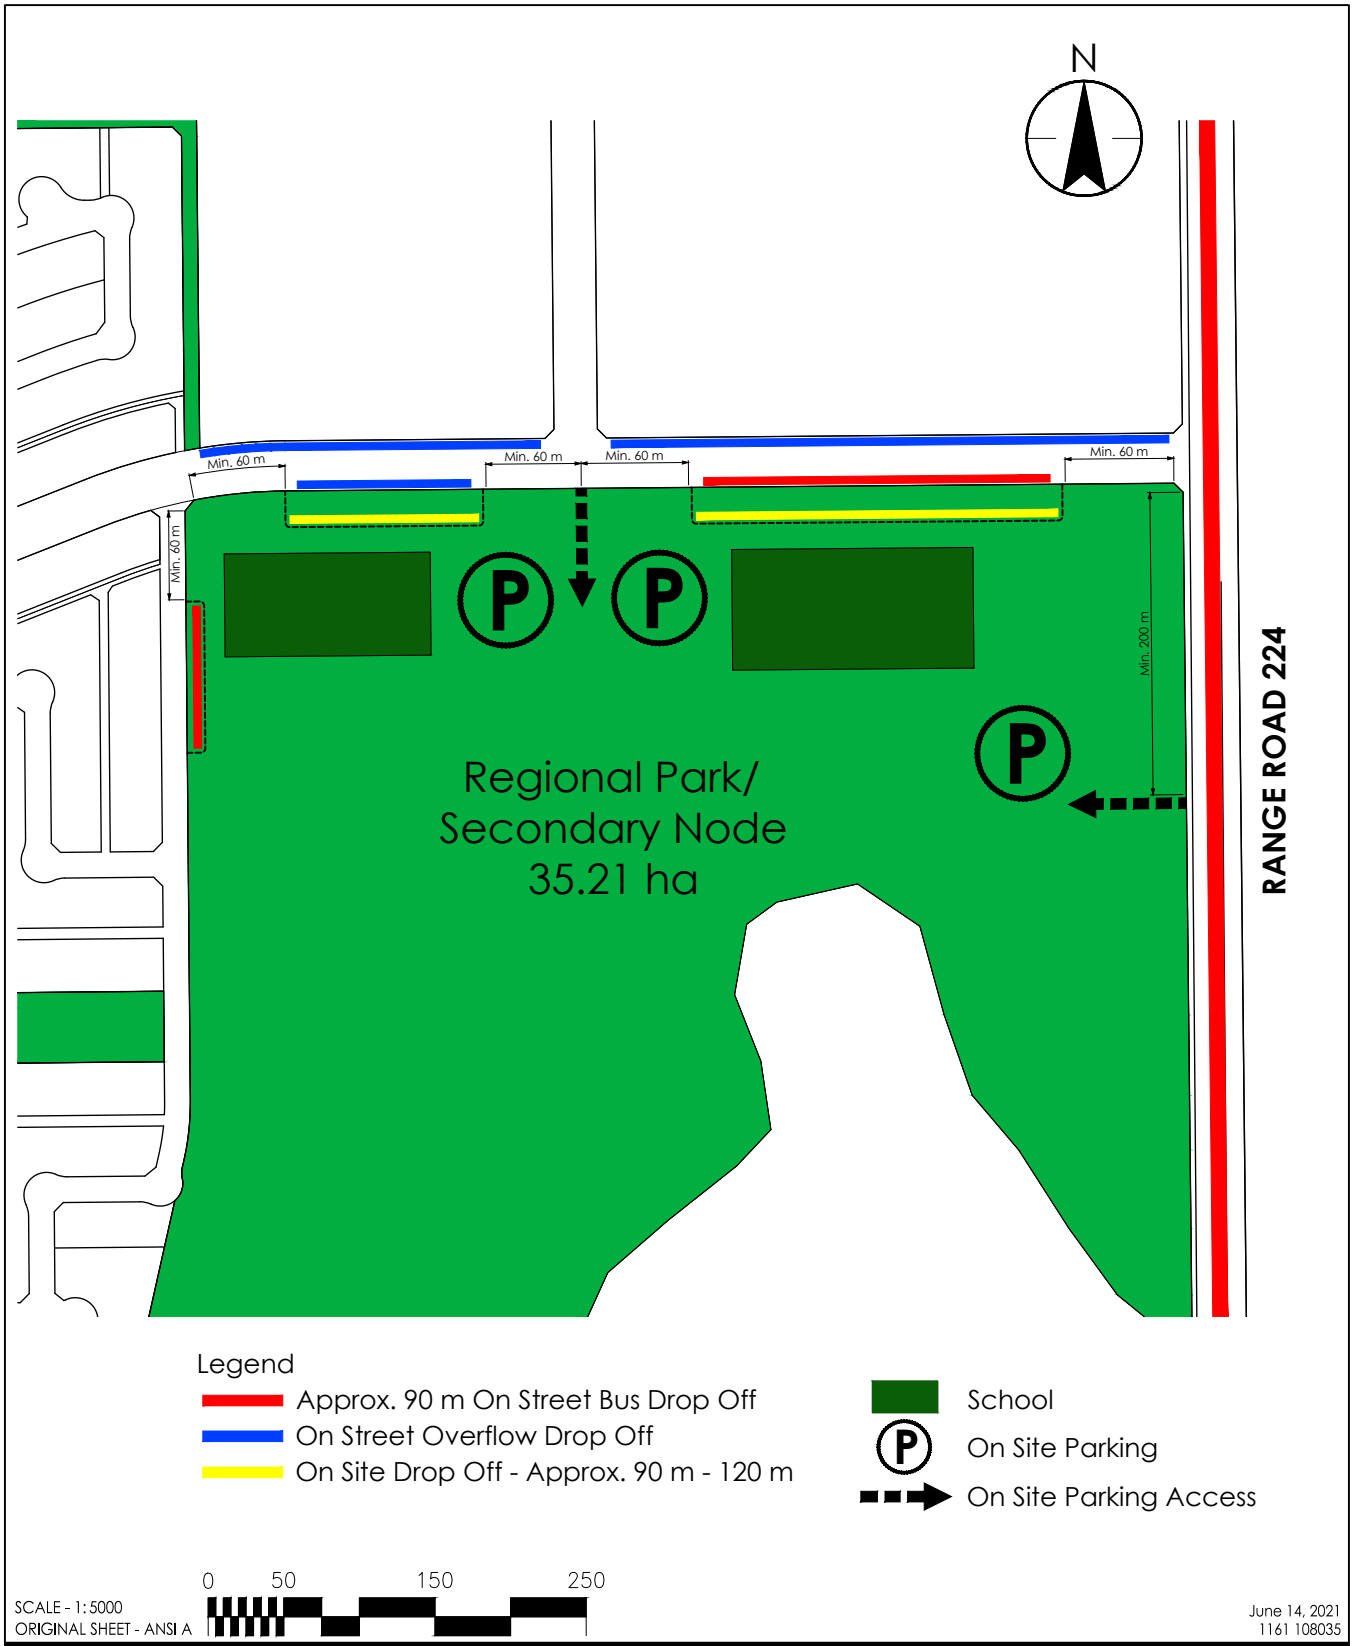 N
Min. 60 m
Min. 60 m
Min. 60 m
Min. 60 m
Min. 60 m
P
P
Min. 200 m
RANGE ROAD 224
P
Regional Park/
Secondary Node
35.21 ha
Legend
Approx. 90 m On Street Bus Drop Off
On Street Overflow Drop Off
On Site Drop Off - Approx. 90 m - 120 m
School
P
On Site Parking
On Site Parking Access
0 50 150 250
SCALE - 1:5000
ORIGINAL SHEET - ANSI A
June 14, 2021
1161 108035